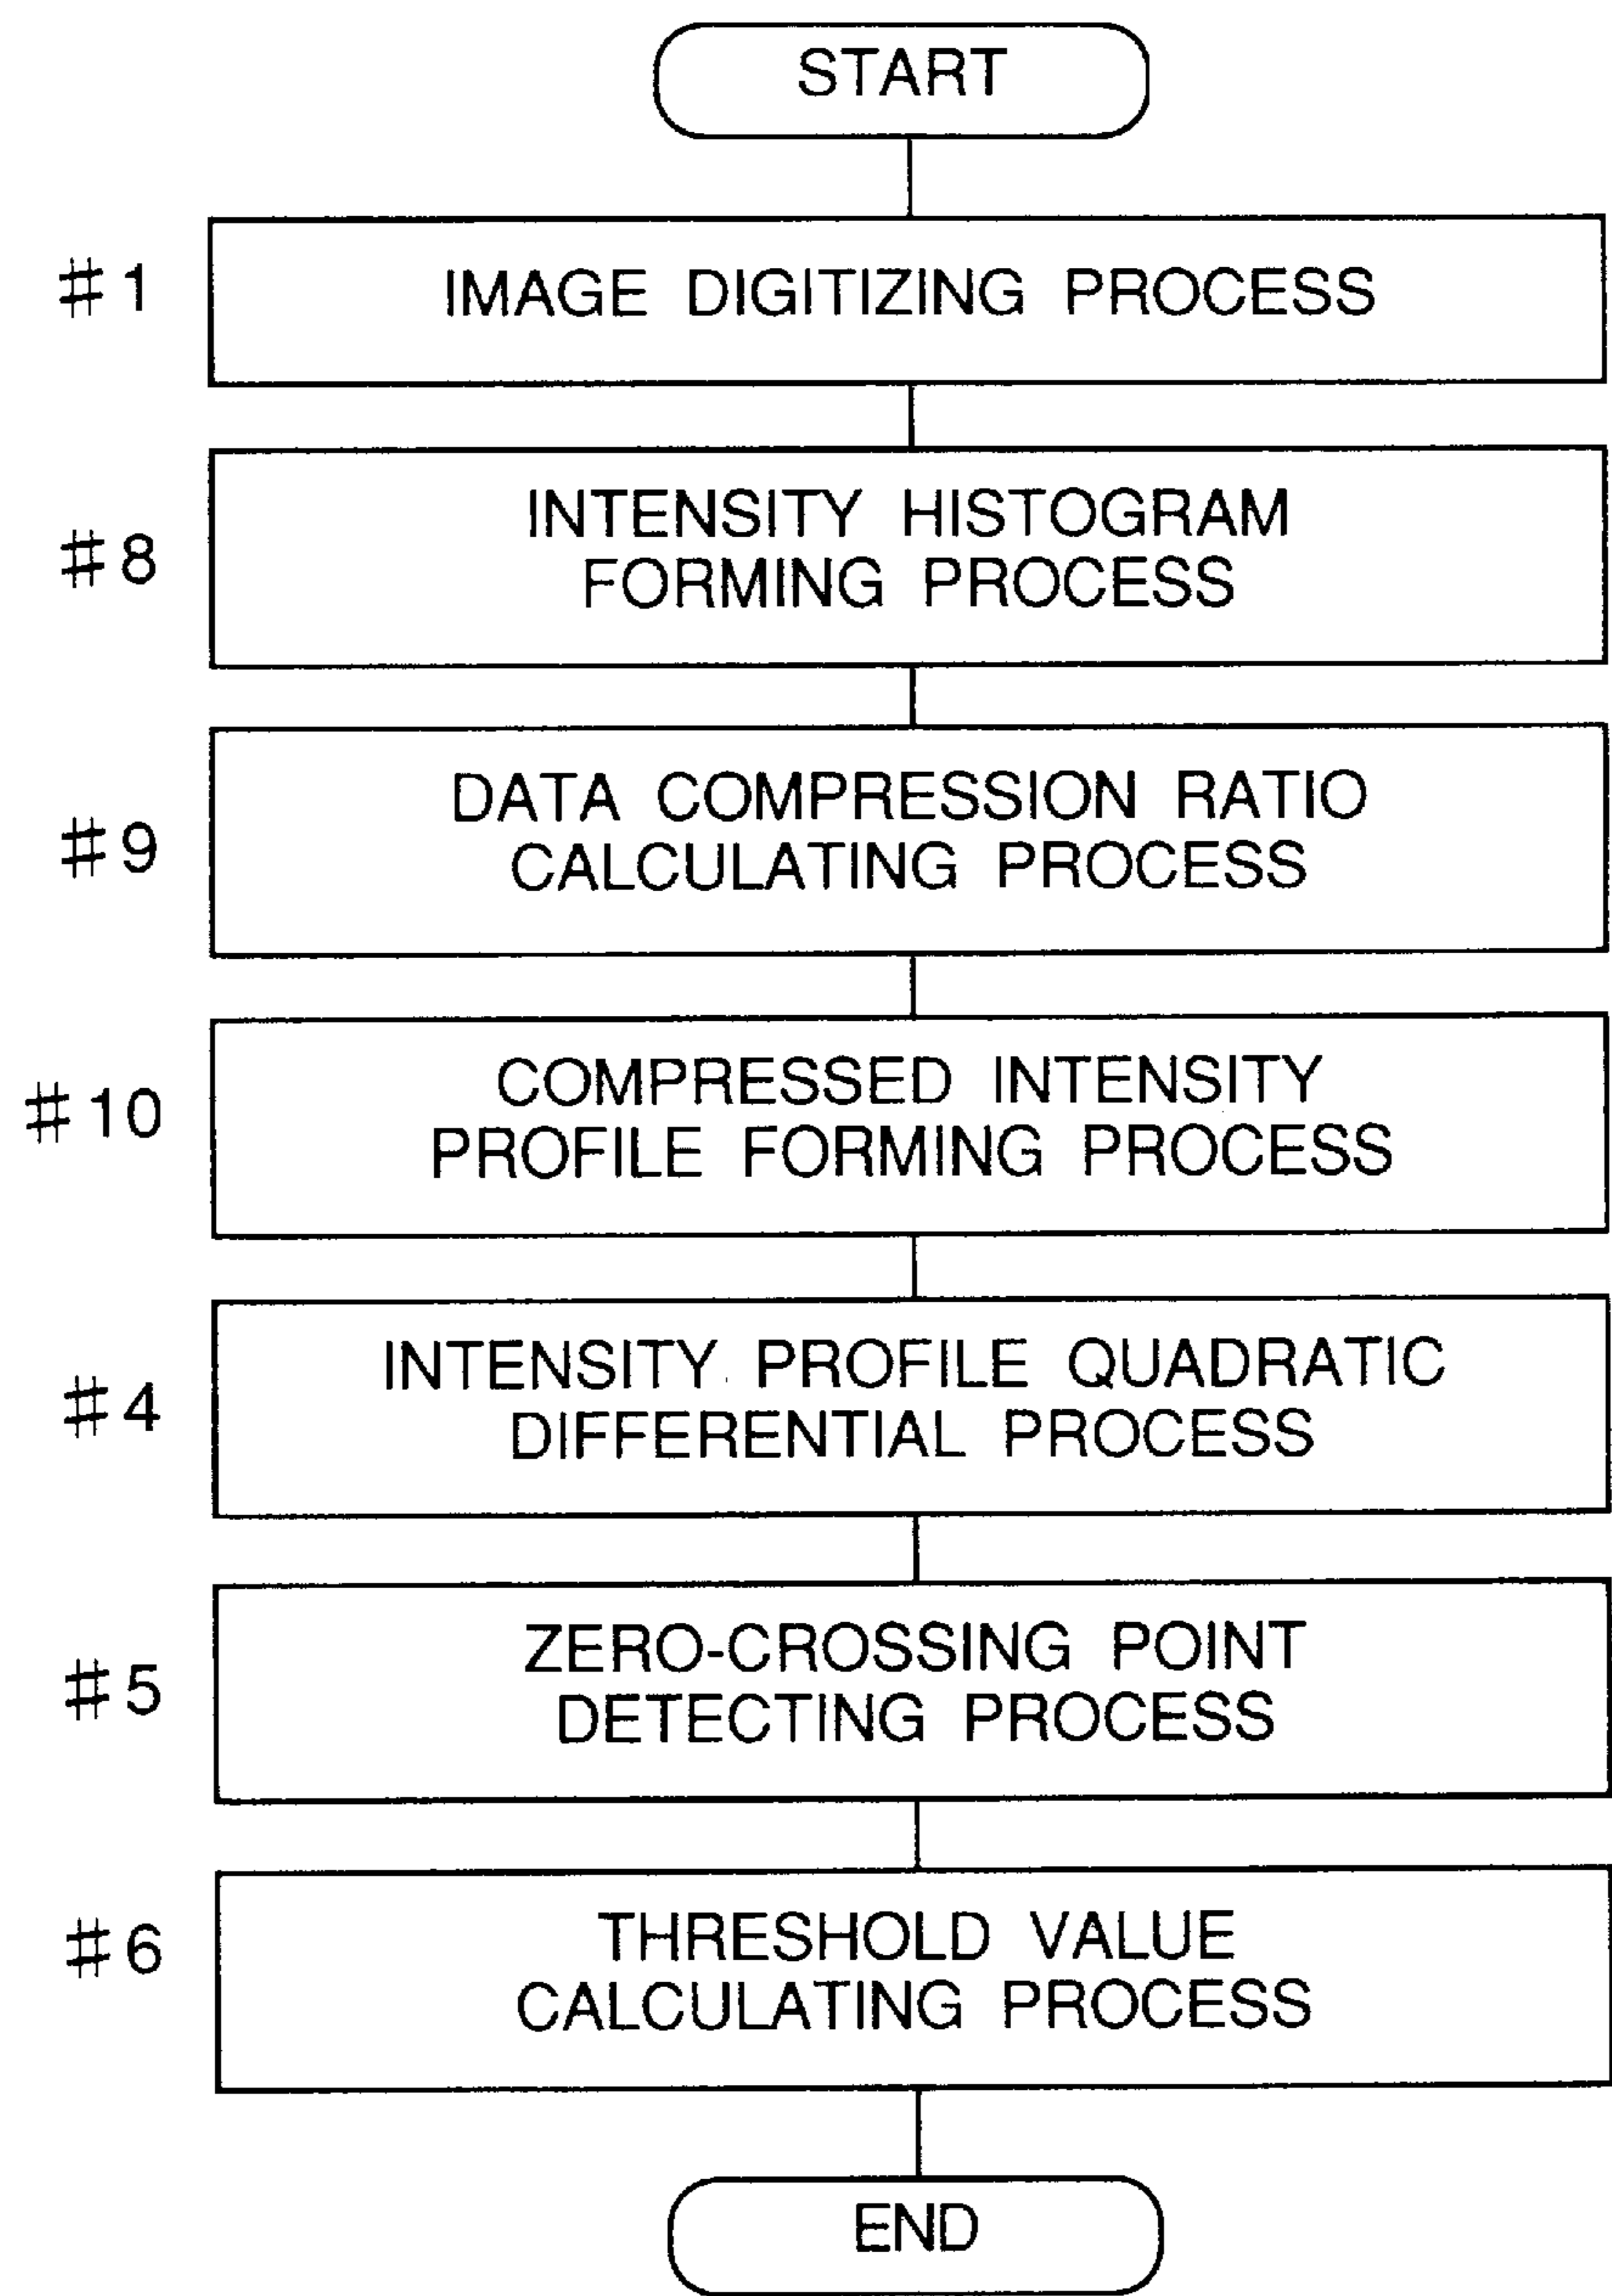 START
#1
IMAGE DIGITIZING PROCESS
#8
INTENSITY HISTOGRAM
FORMING PROCESS
#9
DATA COMPRESSION RATIO
CALCULATING PROCESS
#10
COMPRESSED INTENSITY
PROFILE FORMING PROCESS
#4
INTENSITY PROFILE QUADRATIC
DIFFERENTIAL PROCESS
#5
ZERO-CROSSING POINT
DETECTING PROCESS
#6
THRESHOLD VALUE
CALCULATING PROCESS
END